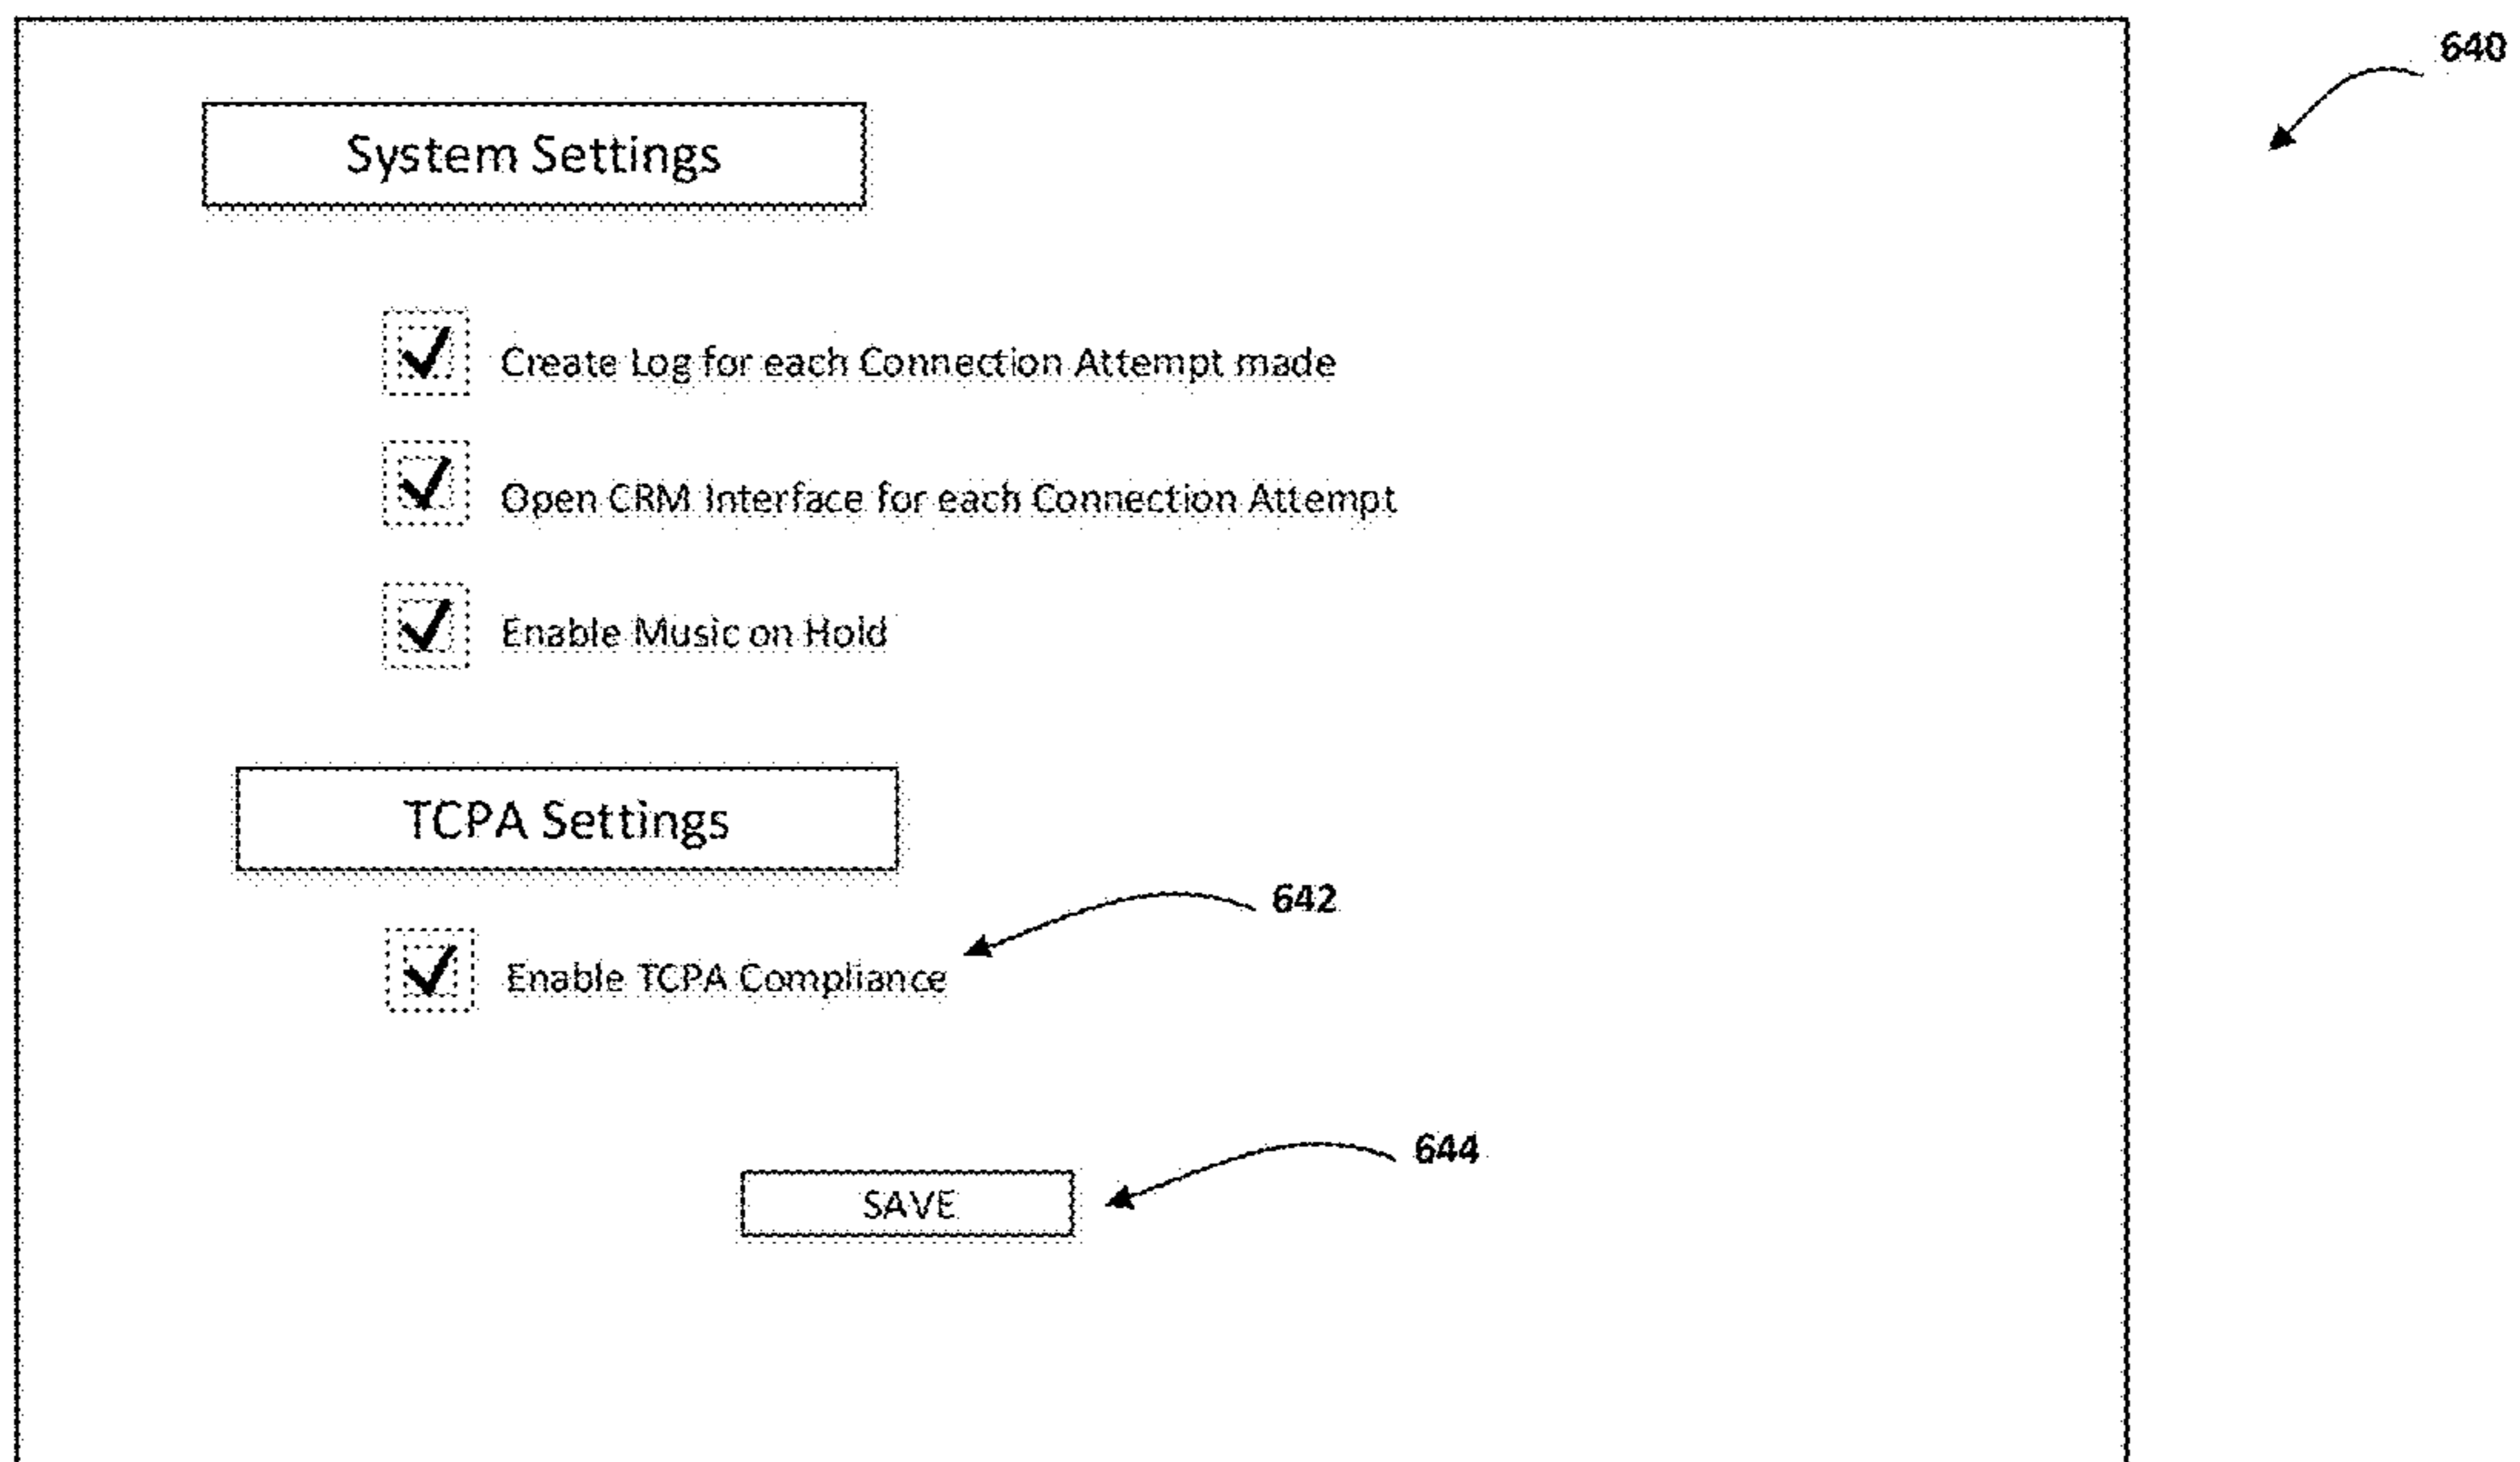 640
System Settings
Create Log for each Connection Attempt made
Open CRM Interface for each Connection Attempt
Enable Music on Hold
TCPA Settings
642
Enable TCPA Compliance
644
SAVE